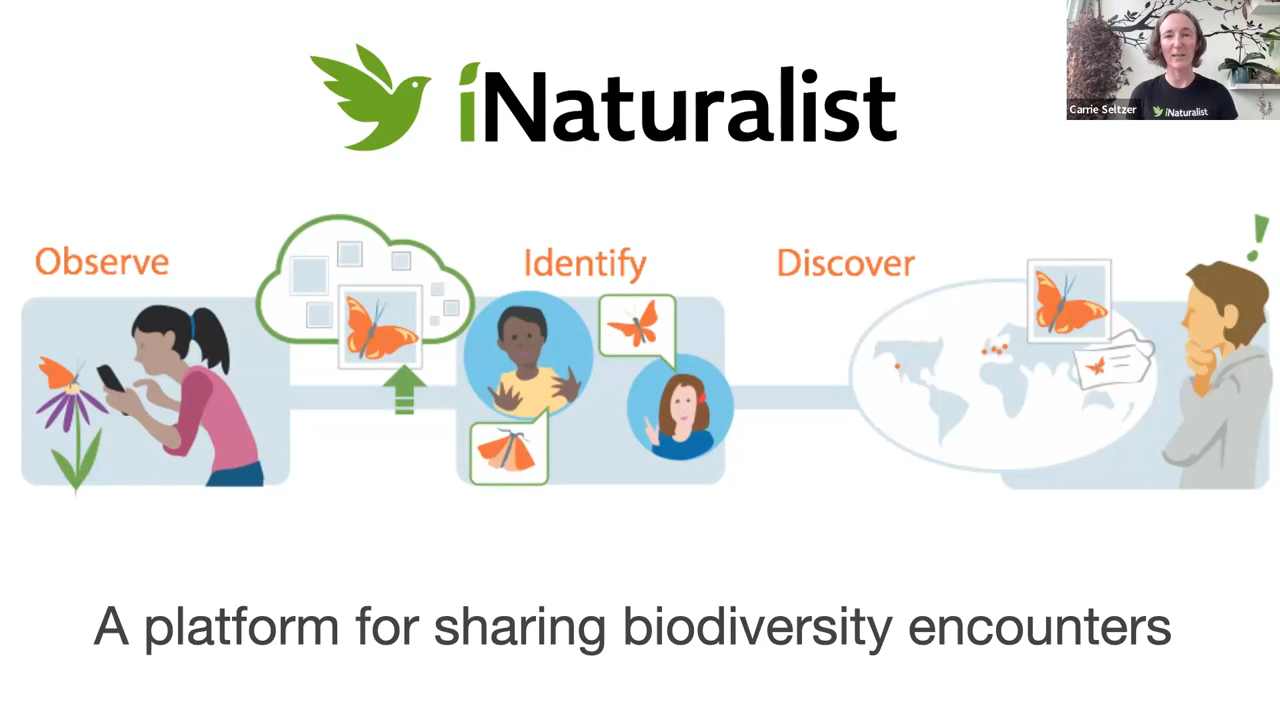 iNaturalist
Carrie Seltzer
iNaturalist
Observe
Identify
Discover
A platform for sharing biodiversity encounters